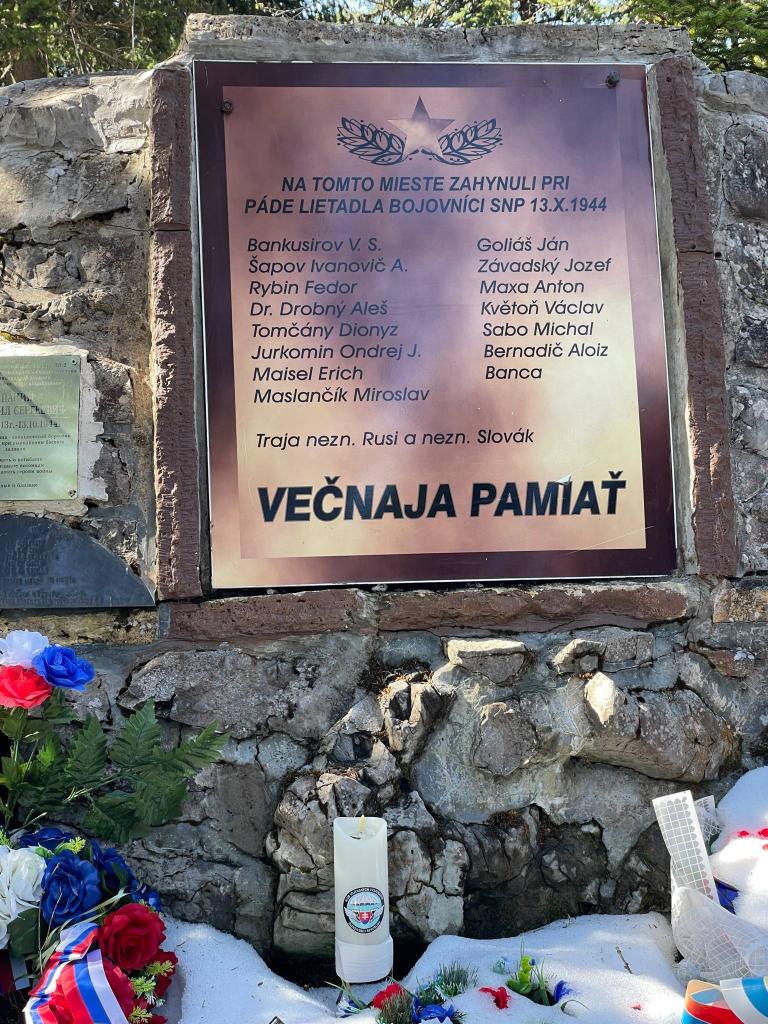 NA TOMTO MIESTE ZAHYNULI PRI
PÁDE LIETADLA BOJOVNÍCI SNP 13.X.1944
Bankusirov V. S.
Šapov Ivanovič A.
Rybin Fedor
Dr. Drobný Aleš
Tomčány Dionyz
Jurkomin Ondrej J.
Maisel Erich
Maslančík Miroslav
Goliáš Ján
Závadský Jozef
Maxa Anton
Květoň Václav
Sabo Michal
Bernadič Aloiz
Banca
Traja nezn. Rusi a nezn. Slovák
VEČNAJA PAMIAŤ